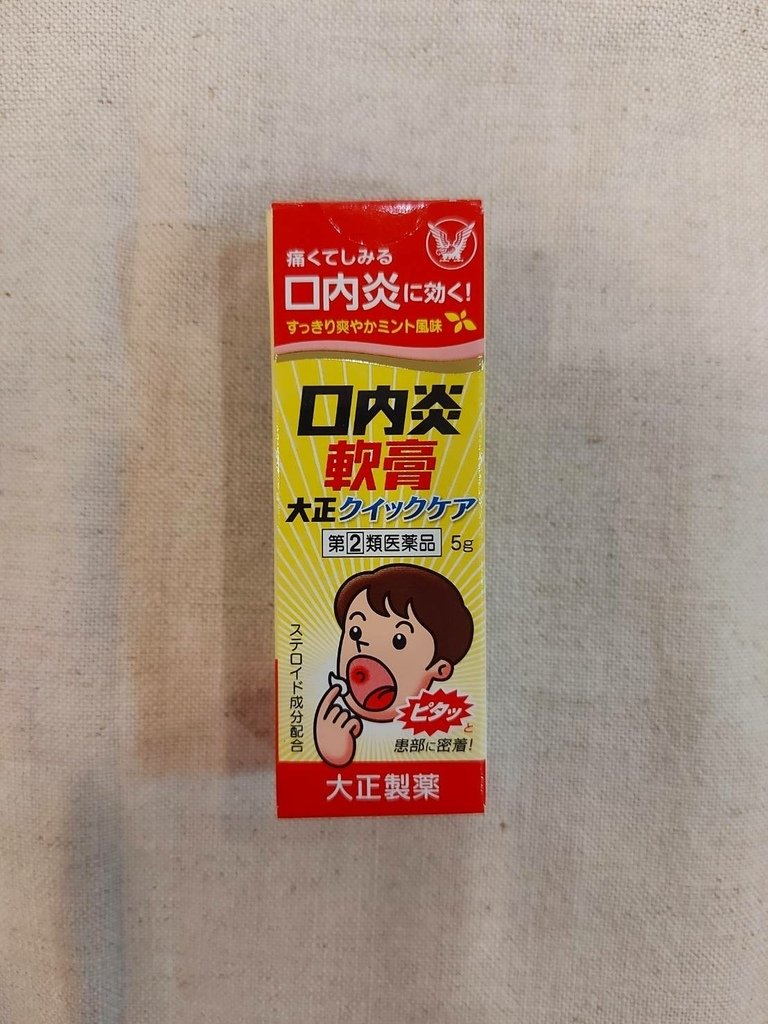 痛くてしみる
口内炎に効く!
すっきり爽やかミント風味
口内炎
軟膏
大正クイックケア
第②類医薬品 5g
ステロイド成分配合
ピタッと
患部に密着!
大正製薬